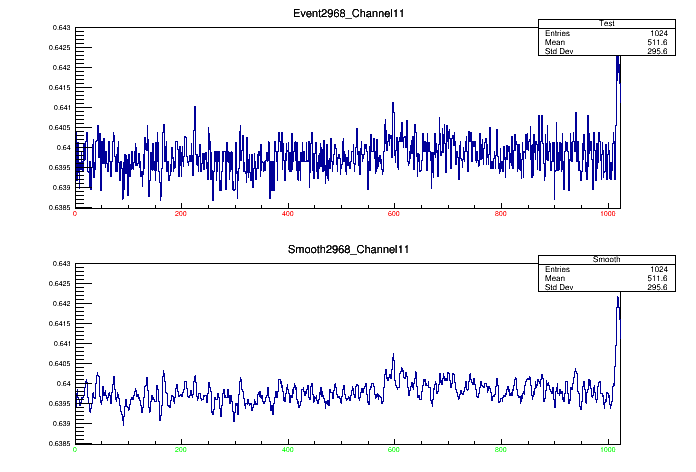 Event2968_Channel11
Test
Entries 1024
Mean 511.6
Std Dev 295.6
0.643
0.6425
0.642
0.6415
0.641
0.6405
0.64
0.6395
0.639
0.6385
0 200 400 600 800 1000
Smooth2968_Channel11
Smooth
Entries 1024
Mean 511.6
Std Dev 295.6
0.643
0.6425
0.642
0.6415
0.641
0.6405
0.64
0.6395
0.639
0.6385
0 200 400 600 800 1000